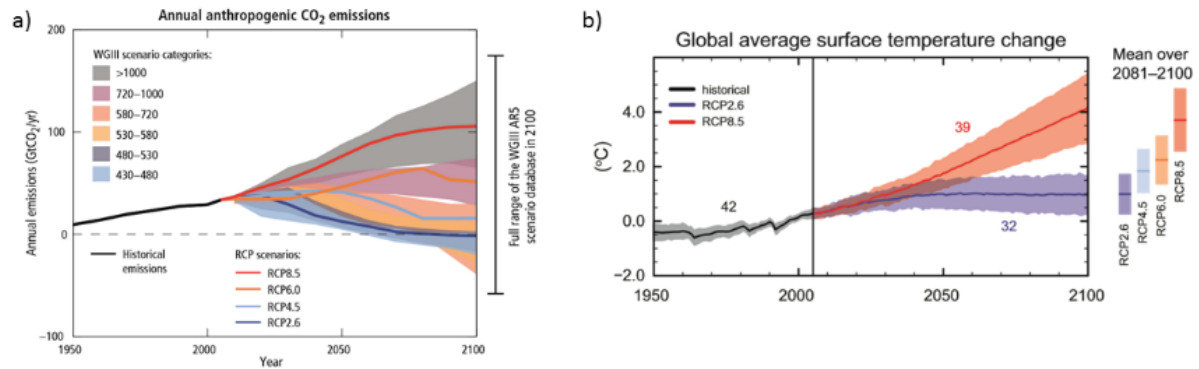 a)
Annual anthropogenic CO2 emissions
200
100
0
−100
Annual emissions (GtCO2/yr)
WGIII scenario categories:
>1000
720−1000
580−720
530−580
480−530
430−480
Historical
emissions
RCP scenarios:
RCP8.5
RCP6.0
RCP4.5
RCP2.6
1950
2000
2050
2100
Year
Full range of the WGIII AR5
scenario database in 2100
b)
Global average surface temperature change
(°C)
4.0
2.0
0.0
−2.0
historical
RCP2.6
RCP8.5
42
39
32
1950
2000
2050
2100
Mean over
2081−2100
RCP2.6
RCP4.5
RCP6.0
RCP8.5